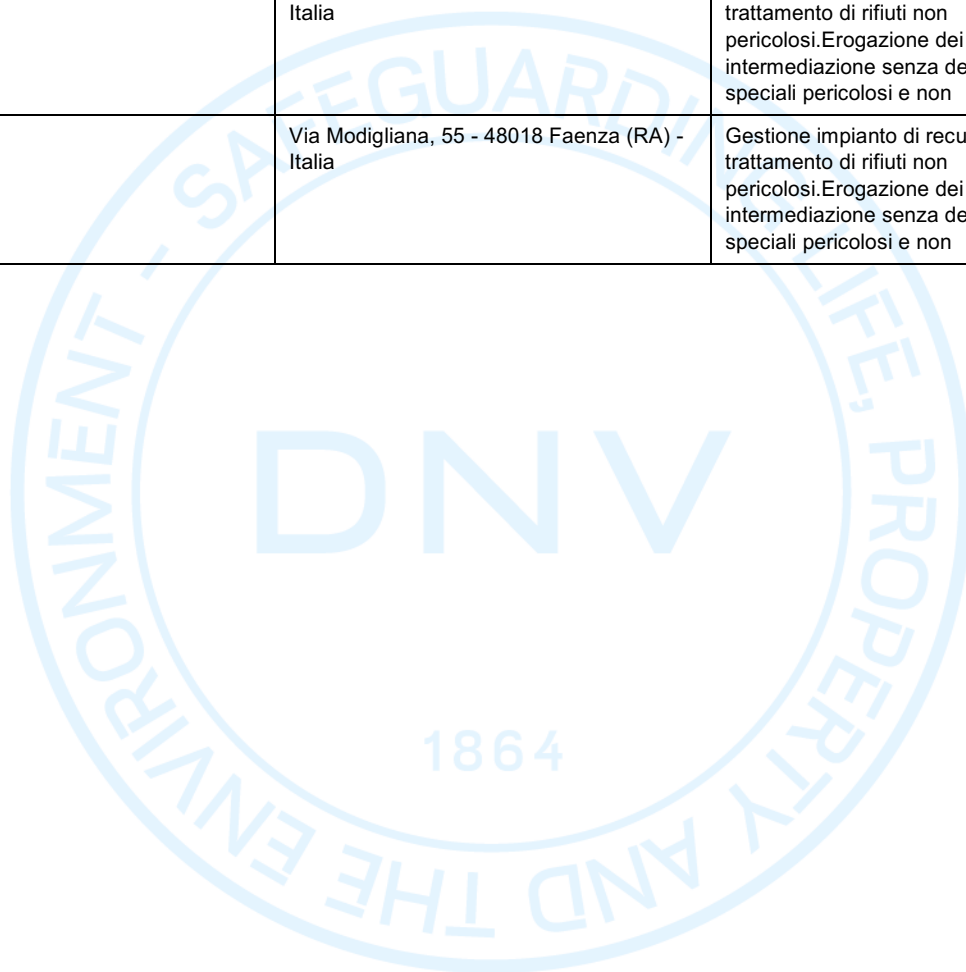 Italia
trattamento di rifiuti non
pericolosi.Erogazione dei
intermediazione senza de
speciali pericolosi e non
Via Modigliana, 55 - 48018 Faenza (RA) -
Italia
Gestione impianto di recu
trattamento di rifiuti non
pericolosi.Erogazione dei
intermediazione senza de
speciali pericolosi e non
SAFEGUARDING LIFE, PROPERTY AND THE ENVIRONMENT -
DNV
1864